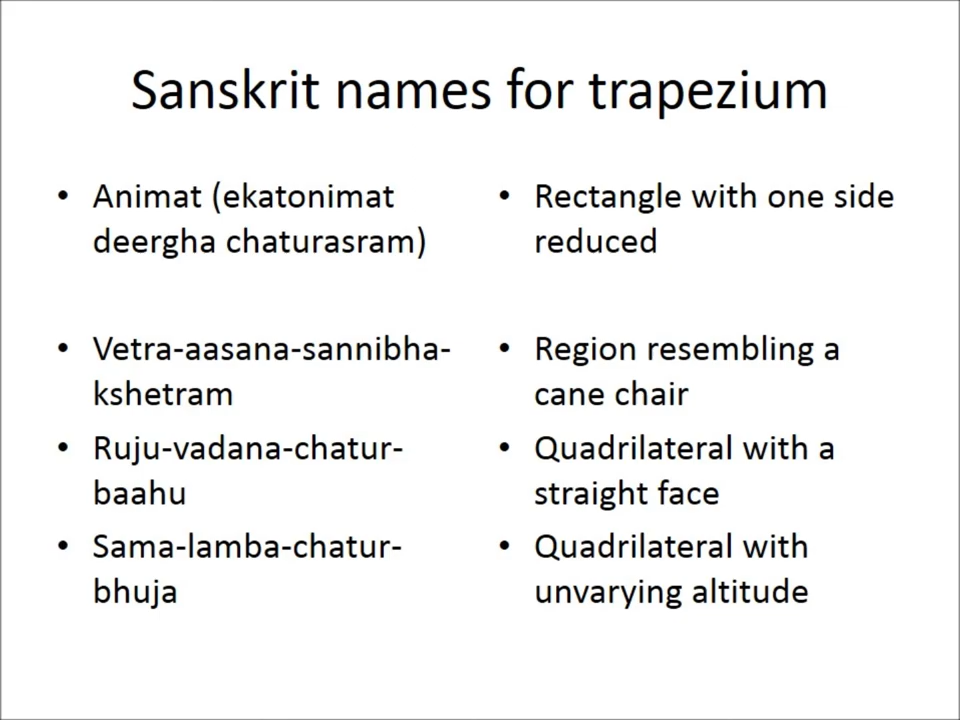 Sanskrit names for trapezium
• Animat (ekatonimat
deergha chaturasram)
• Vetra-aasana-sannibha-
kshetram
• Ruju-vadana-chatur-
baahu
• Sama-lamba-chatur-
bhuja
• Rectangle with one side
reduced
• Region resembling a
cane chair
• Quadrilateral with a
straight face
• Quadrilateral with
unvarying altitude